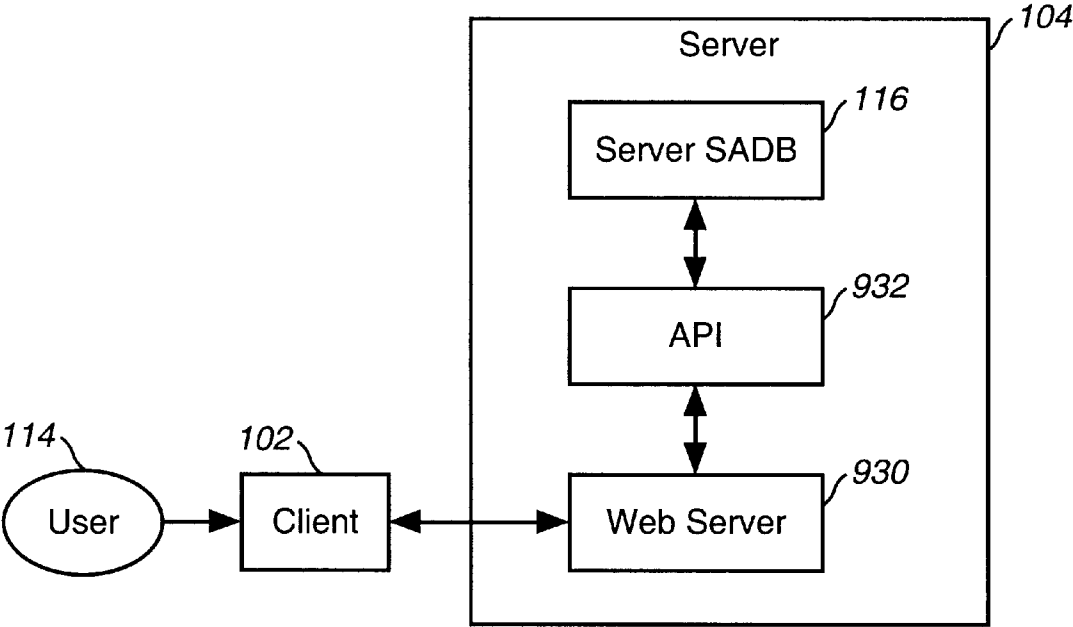 104
Server
116
Server SADB
932
API
114
102
930
User
Client
Web Server